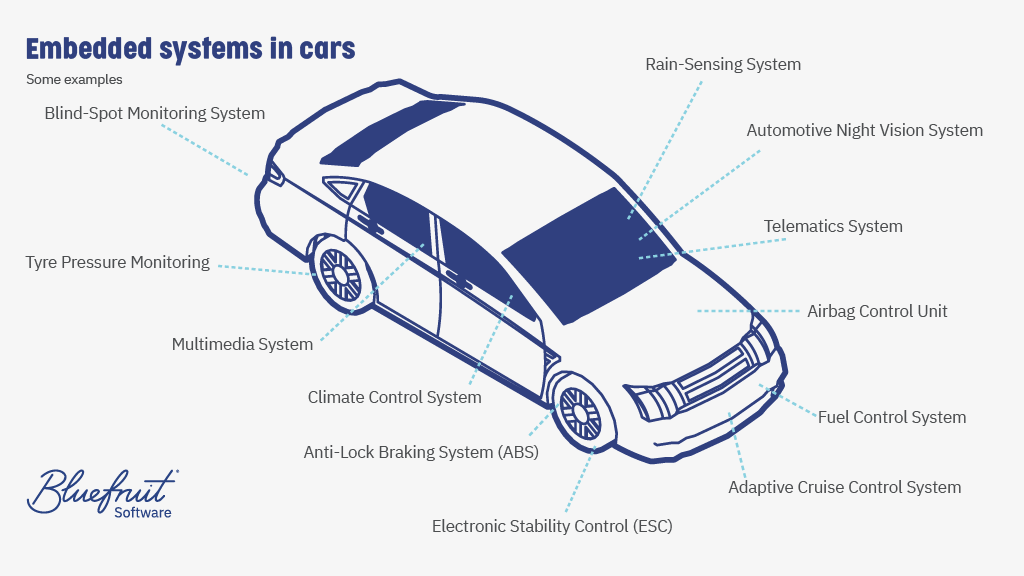 Embedded systems in cars
Some examples
Rain-Sensing System
Blind-Spot Monitoring System
Automotive Night Vision System
Telematics System
Tyre Pressure Monitoring
Airbag Control Unit
Multimedia System
Climate Control System
Fuel Control System
Anti-Lock Braking System (ABS)
Adaptive Cruise Control System
Electronic Stability Control (ESC)
Bluefruit
Software